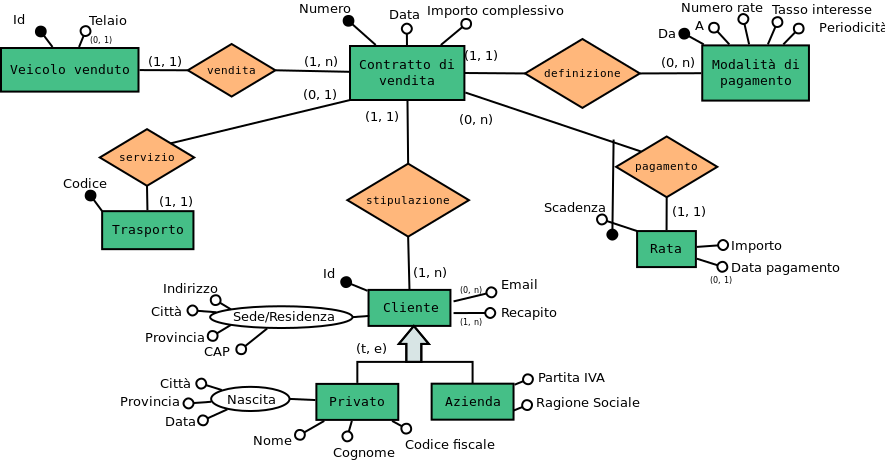 Id
Telaio
(0, 1)
Veicolo venduto
(1, 1)
vendita
(1, n)
Numero
Data
Importo complessivo
Contratto di
vendita
(1, 1)
definizione
(0, n)
Numero rate
Tasso interesse
Da
A
Periodicità
Modalità di
pagamento
(0, 1)
servizio
Codice
(1, 1)
Trasporto
(1, 1)
stipulazione
(1, n)
(0, n)
pagamento
(1, 1)
Scadenza
Rata
Importo
Data pagamento
(0, 1)
Id
Cliente
(0, n)
Email
(1, n)
Recapito
Indirizzo
Città
Provincia
CAP
Sede/Residenza
(t, e)
Città
Provincia
Data
Nascita
Privato
Nome
Cognome
Codice fiscale
Azienda
Partita IVA
Ragione Sociale